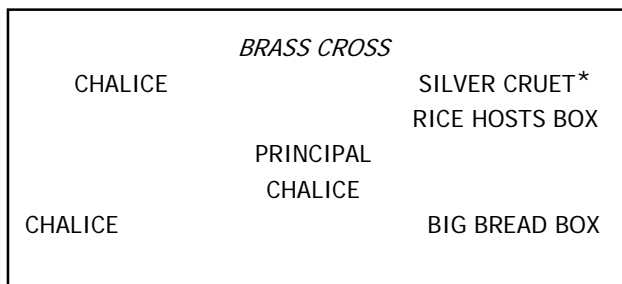 BRASS CROSS
CHALICE SILVER CRUET*
RICE HOSTS BOX
PRINCIPAL
CHALICE
CHALICE BIG BREAD BOX